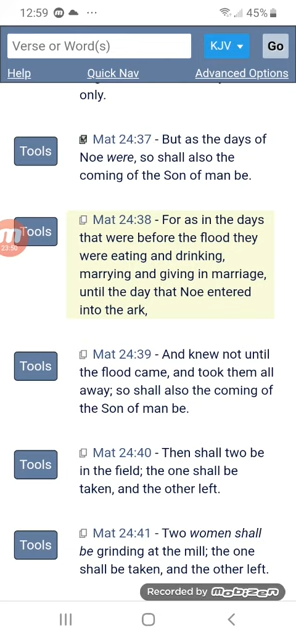 12:59 45%
Verse or Word(s) KJV Go
Help Quick Nav Advanced Options
only.
Tools Mat 24:37 - But as the days of
Noe were, so shall also the
coming of the Son of man be.
Tools Mat 24:38 - For as in the days
that were before the flood they
were eating and drinking,
marrying and giving in marriage,
until the day that Noe entered
into the ark,
23:50
Tools Mat 24:39 - And knew not until
the flood came, and took them all
away; so shall also the coming of
the Son of man be.
Tools Mat 24:40 - Then shall two be
in the field; the one shall be
taken, and the other left.
Tools Mat 24:41 - Two women shall
be grinding at the mill; the one
shall be taken, and the other left.
Recorded by mobizen